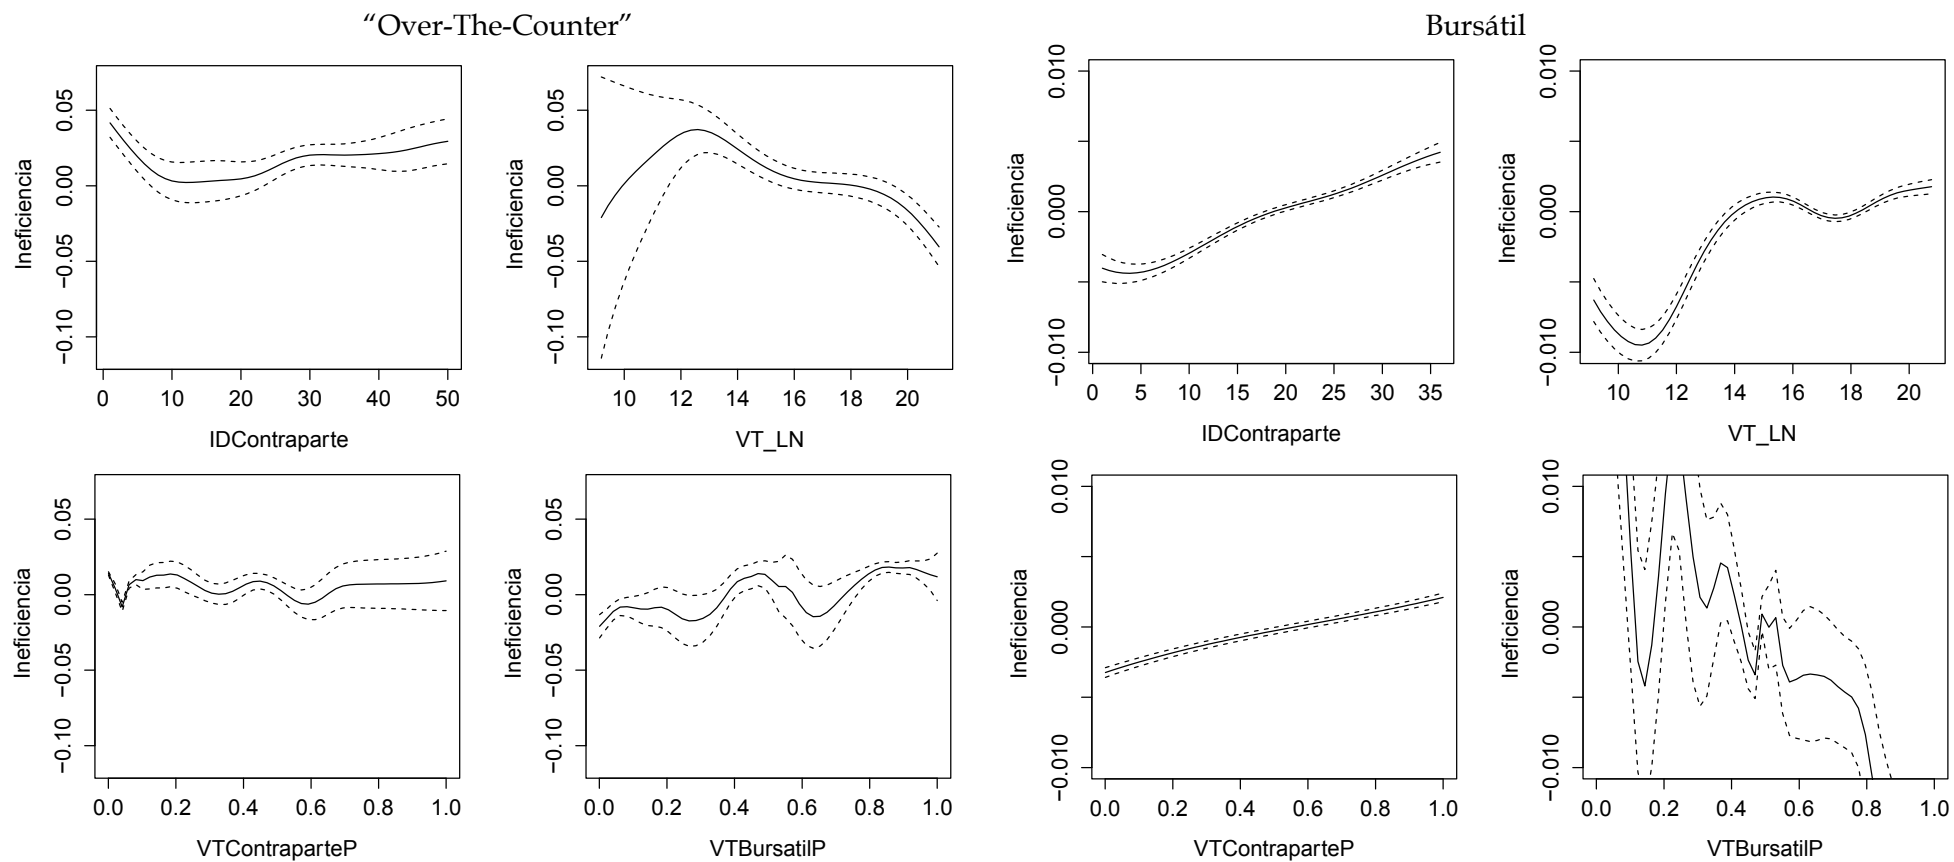 “Over-The-Counter”
Bursátil
Ineficiencia
0.05
0.00
−0.05
−0.10
0 10 20 30 40 50
IDContraparte
Ineficiencia
0.05
0.00
−0.05
−0.10
10 12 14 16 18 20
VT_LN
Ineficiencia
0.010
0.000
−0.010
0 5 10 15 20 25 30 35
IDContraparte
Ineficiencia
0.010
0.000
−0.010
10 12 14 16 18 20
VT_LN
Ineficiencia
0.05
0.00
−0.05
−0.10
0.0 0.2 0.4 0.6 0.8 1.0
VTContraparteP
Ineficiencia
0.05
0.00
−0.05
−0.10
0.0 0.2 0.4 0.6 0.8 1.0
VTBursatilP
Ineficiencia
0.010
0.000
−0.010
0.0 0.2 0.4 0.6 0.8 1.0
VTContraparteP
Ineficiencia
0.010
0.000
−0.010
0.0 0.2 0.4 0.6 0.8 1.0
VTBursatilP